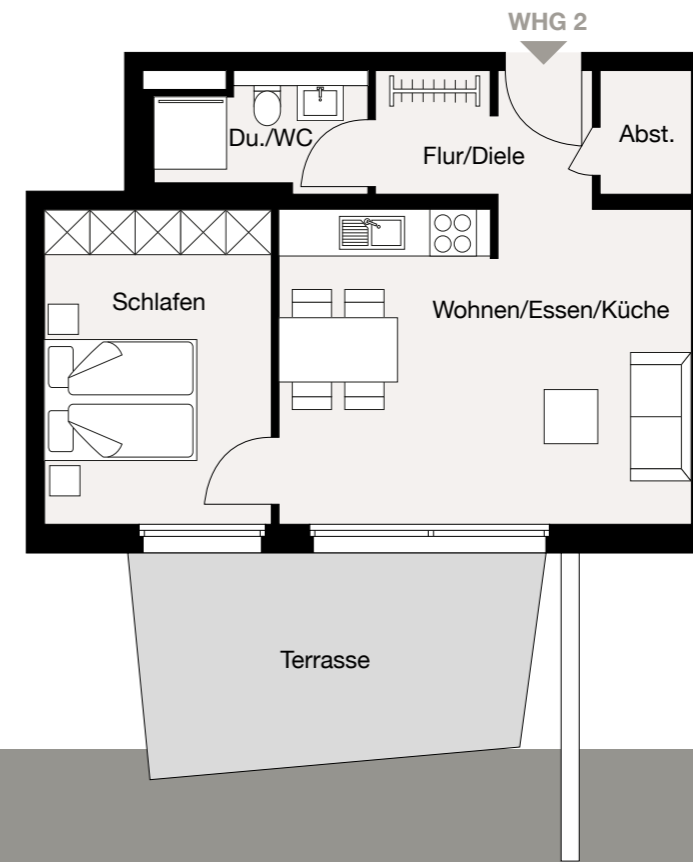 WHG 2
Du./WC
Flur/Diele
Abst.
Schlafen
Wohnen/Essen/Küche
Terrasse